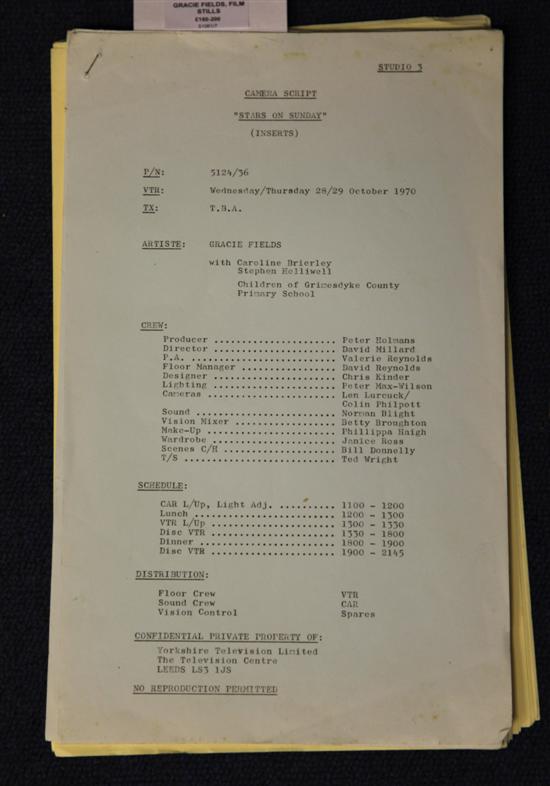 GRACIE FIELDS, FILM
STILLS
£150-200
STUDIO 3
CAMERA SCRIPT
"STARS ON SUNDAY"
(INSERTS)
P/N: 5124/36
VTR: Wednesday/Thursday 28/29 October 1970
TX: T.B.A.
ARTISTE: GRACIE FIELDS
with Caroline Brierley
Stephen Helliwell
Children of Grimesdyke County
Primary School
CREW:
Producer ...................... Peter Holmans
Director ...................... David Millard
P.A. .......................... Valerie Reynolds
Floor Manager ................. David Reynolds
Designer ...................... Chris Kinder
Lighting ...................... Peter Max-Wilson
Cameras ....................... Len Lurcuck/
Colin Philpott
Sound ......................... Norman Blight
Vision Mixer .................. Betty Broughton
Make-Up ....................... Phillippa Haigh
Wardrobe ...................... Janice Ross
Scenes C/H .................... Bill Donnelly
T/S ........................... Ted Wright
SCHEDULE:
CAR L/Up, Light Adj. .......... 1100 - 1200
Lunch ......................... 1200 - 1300
VTR L/Up ...................... 1300 - 1330
Disc VTR ...................... 1330 - 1800
Dinner ........................ 1800 - 1900
Disc VTR ...................... 1900 - 2145
DISTRIBUTION:
Floor Crew VTR
Sound Crew CAR
Vision Control Spares
CONFIDENTIAL PRIVATE PROPERTY OF:
Yorkshire Television Limited
The Television Centre
LEEDS LS3 1JS
NO REPRODUCTION PERMITTED